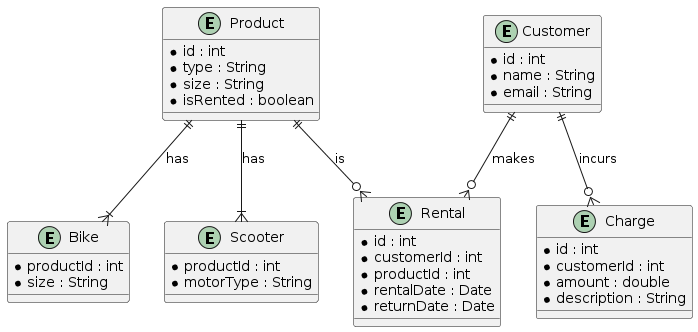 E Product
* id : int
* type : String
* size : String
* isRented : boolean
E Customer
* id : int
* name : String
* email : String
has
has
is
makes
incurs
E Bike
* productId : int
* size : String
E Scooter
* productId : int
* motorType : String
E Rental
* id : int
* customerId : int
* productId : int
* rentalDate : Date
* returnDate : Date
E Charge
* id : int
* customerId : int
* amount : double
* description : String